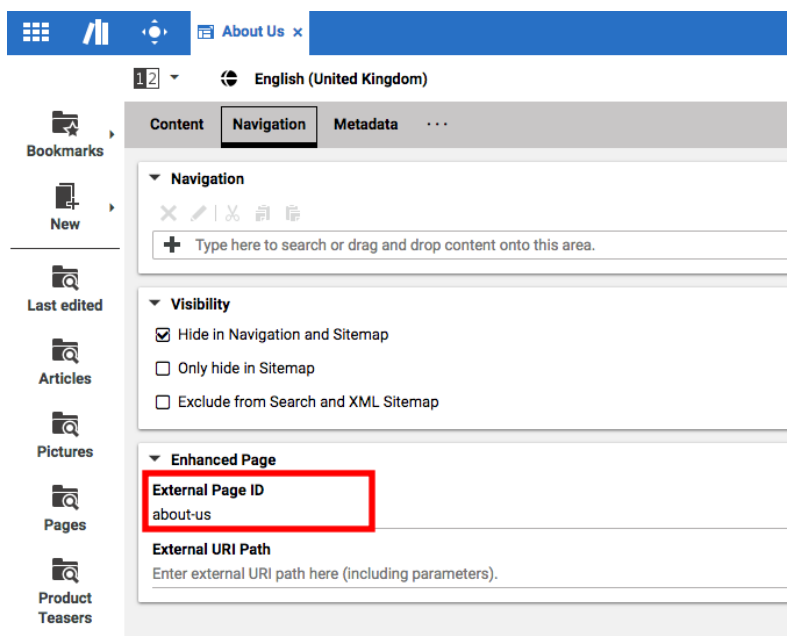 About Us ×
12
English (United Kingdom)
Content Navigation Metadata ...
Bookmarks
New
Last edited
Articles
Pictures
Pages
Product
Teasers
Navigation
Type here to search or drag and drop content onto this area.
Visibility
Hide in Navigation and Sitemap
Only hide in Sitemap
Exclude from Search and XML Sitemap
Enhanced Page
External Page ID
about-us
External URI Path
Enter external URI path here (including parameters).